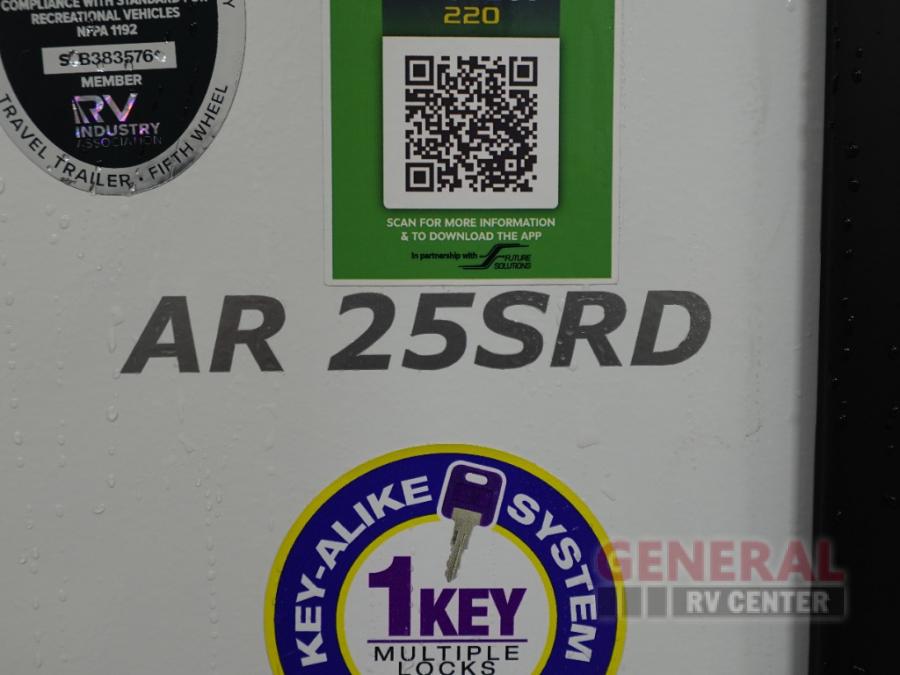 COMPLIANCE WITH STANDARD FOR
RECREATIONAL VEHICLES
NFPA 1192
MEMBER
RV
INDUSTRY
ASSOCIATION
TRAVEL TRAILER · FIFTH WHEEL
220
SCAN FOR MORE INFORMATION
& TO DOWNLOAD THE APP
In partnership with FUTURE
SOLUTIONS
AR 25SRD
KEY-ALIKE SYSTEM
1KEY
MULTIPLE
LOCKS
GENERAL
RV CENTER